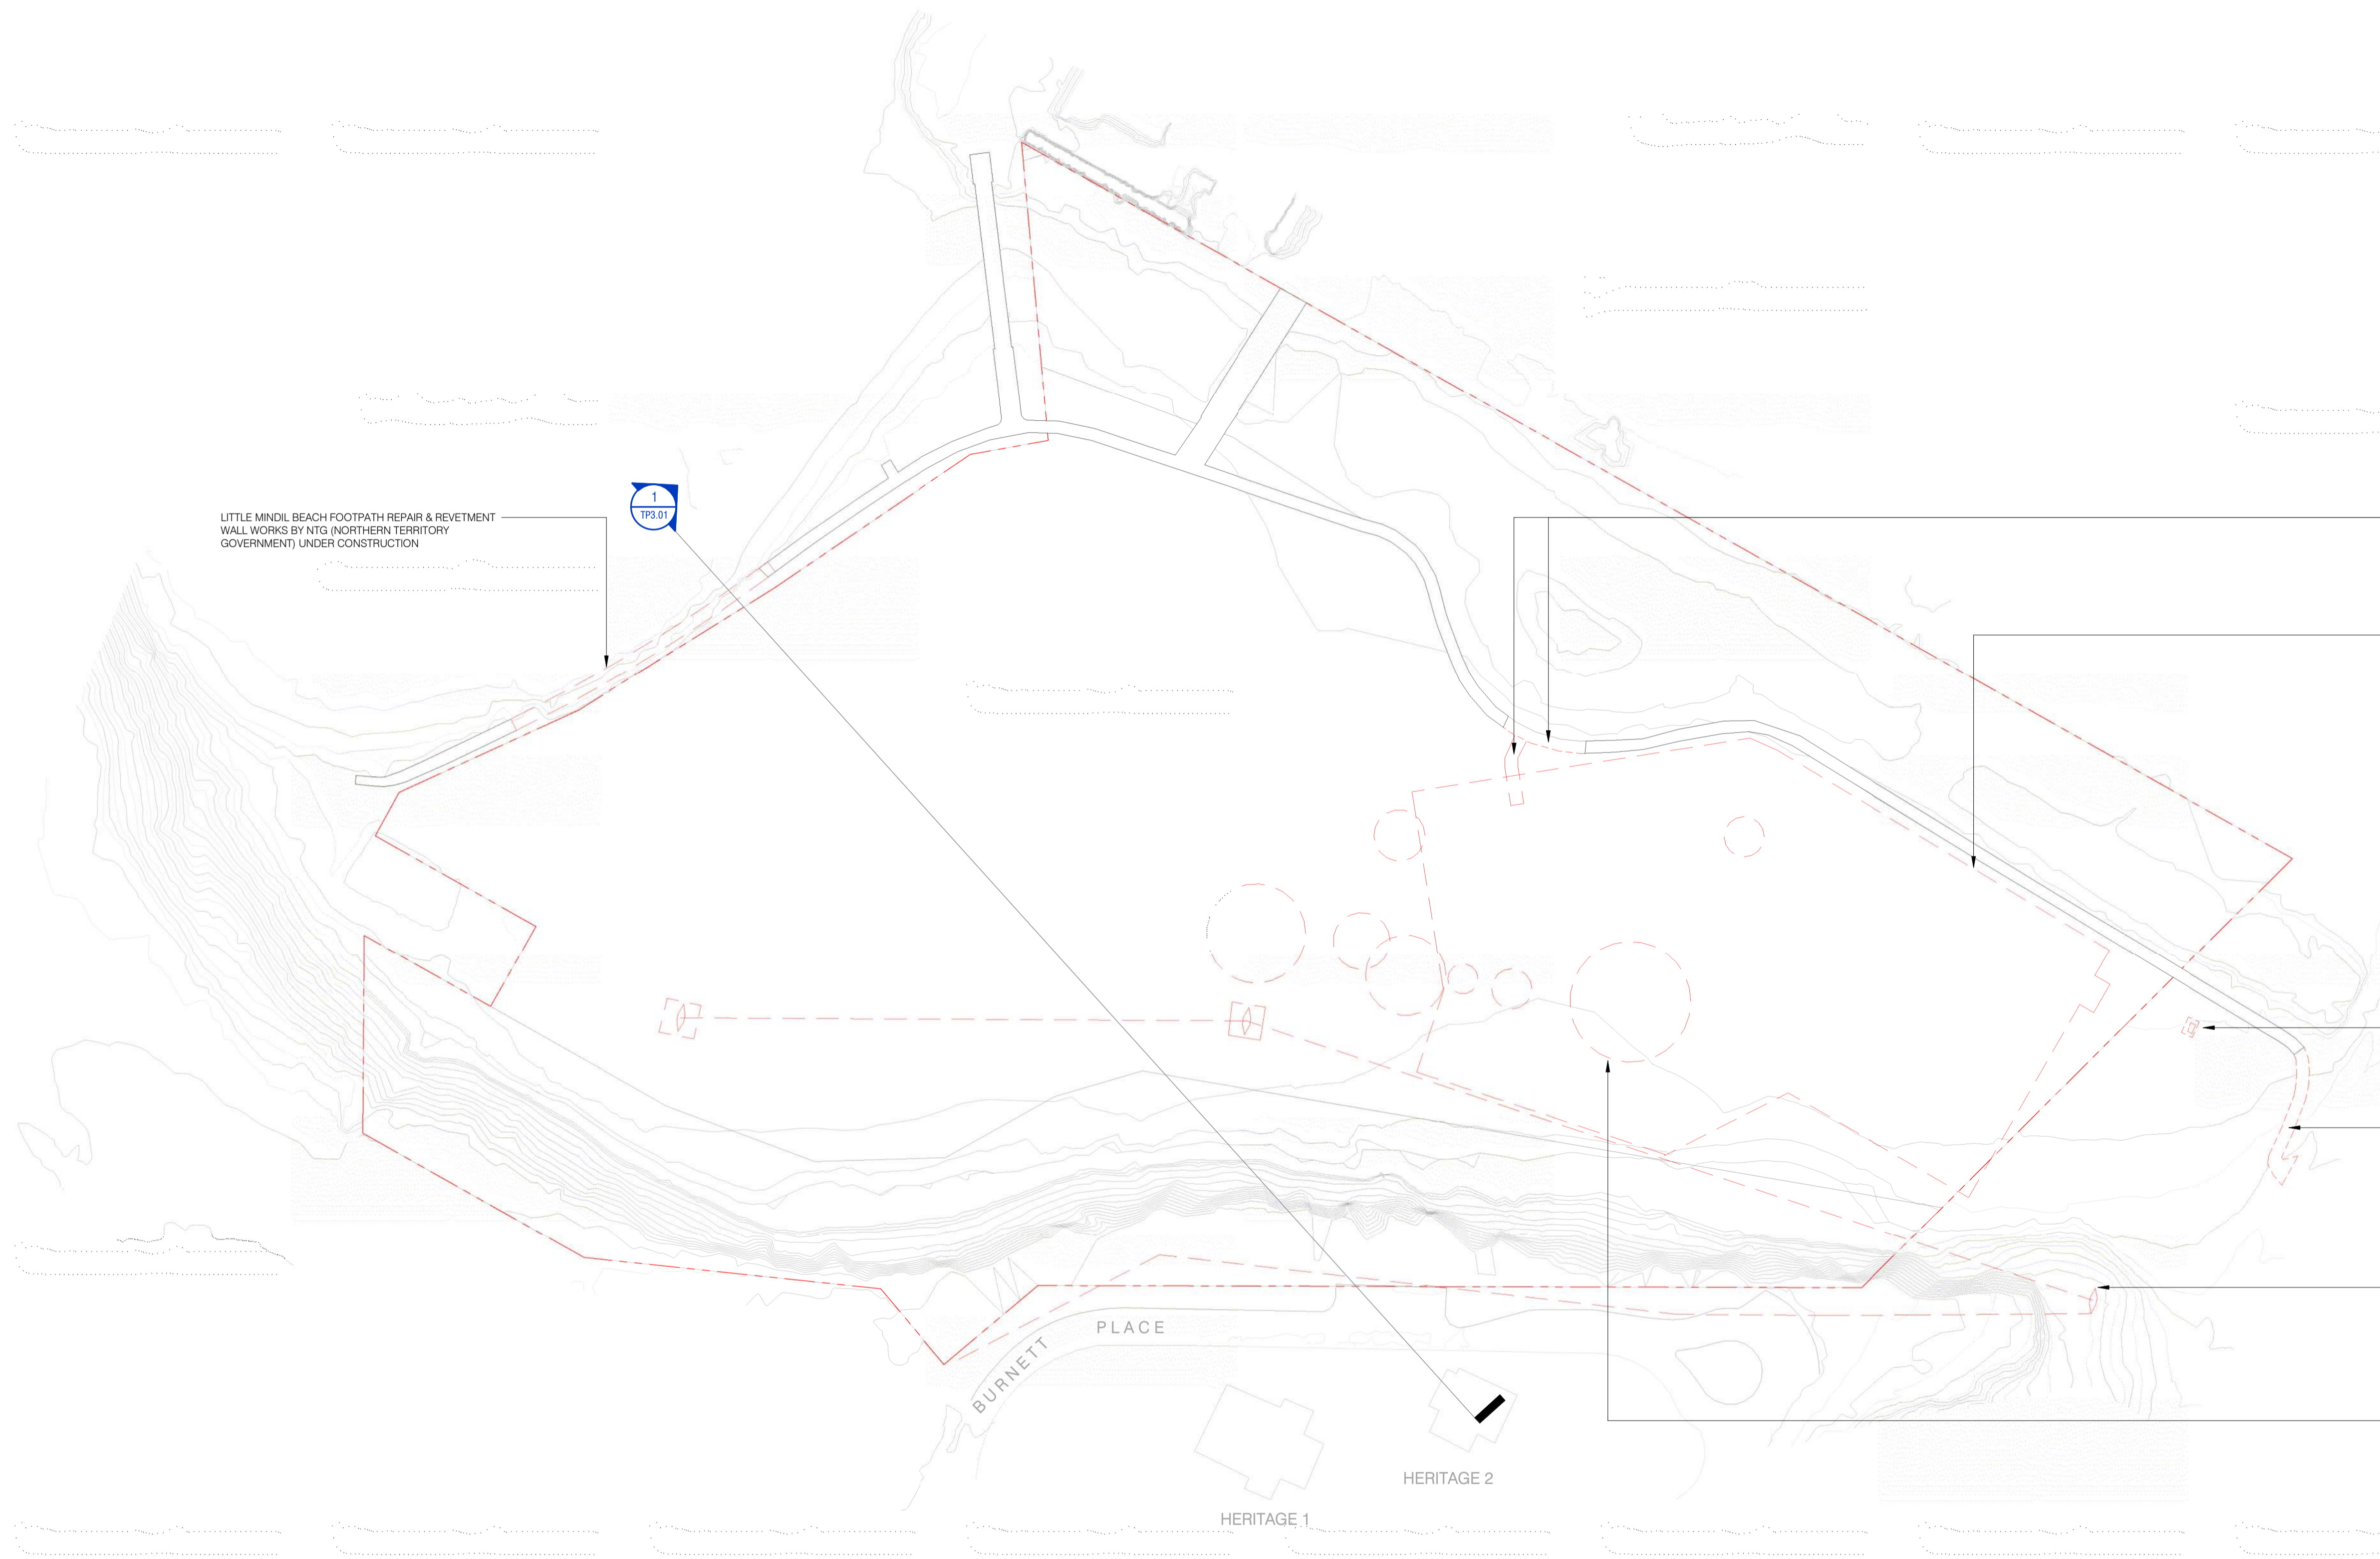 1
TP3.01
LITTLE MINDIL BEACH FOOTPATH REPAIR & REVETMENT
WALL WORKS BY NTG (NORTHERN TERRITORY
GOVERNMENT) UNDER CONSTRUCTION
BURNETT PLACE
HERITAGE 2
HERITAGE 1